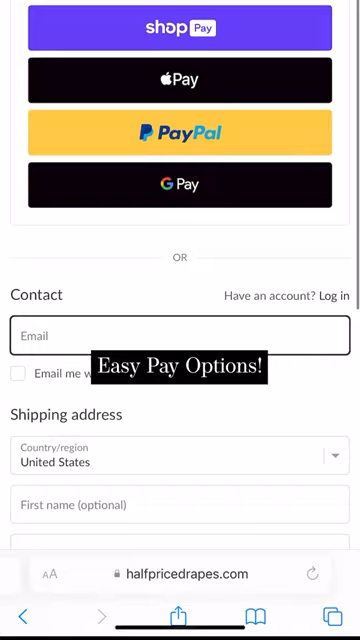 shop Pay
Pay
PayPal
G Pay
OR
Contact
Have an account? Log in
Email
Email me
Easy Pay Options!
Shipping address
Country/region
United States
First name (optional)
AA
halfpricedrapes.com